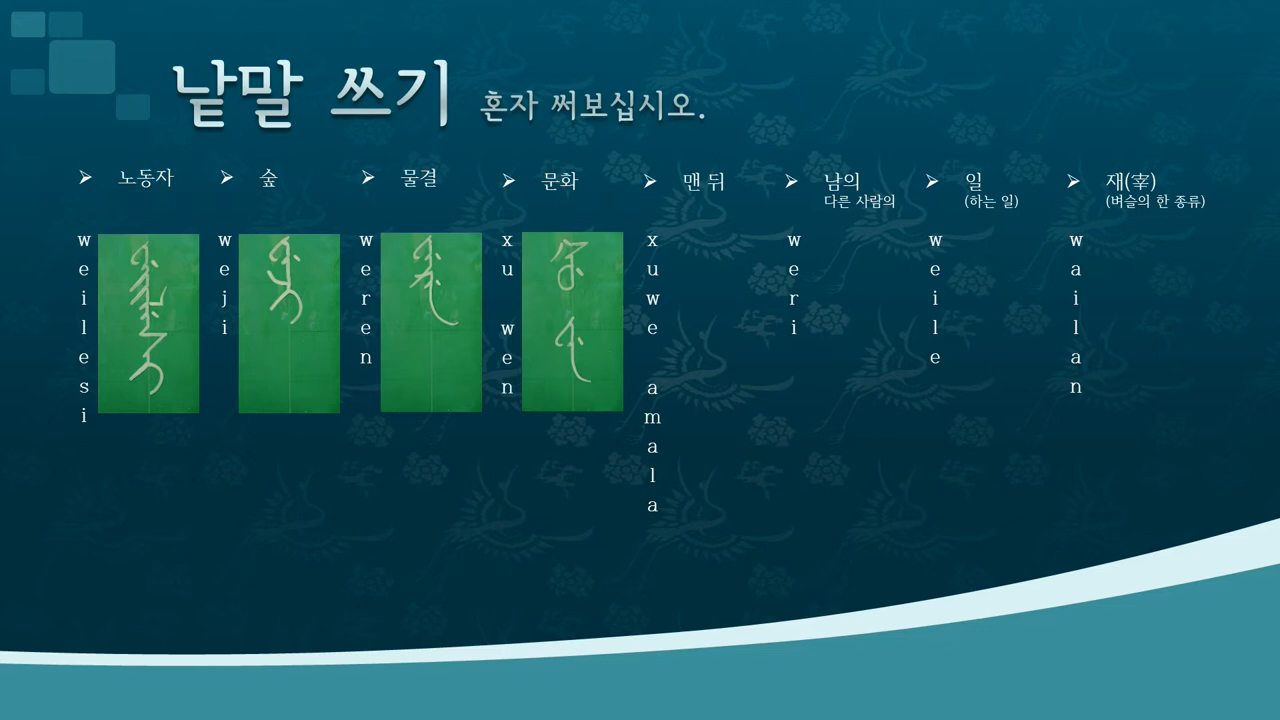 낱말 쓰기 혼자 써보십시오.
노동자
weilesi
숲
weji
물결
weren
문화
xu wen
맨 뒤
xuwe amala
남의
다른 사람의
weri
일
(하는 일)
weile
재(宰)
(벼슬의 한 종류)
wailan